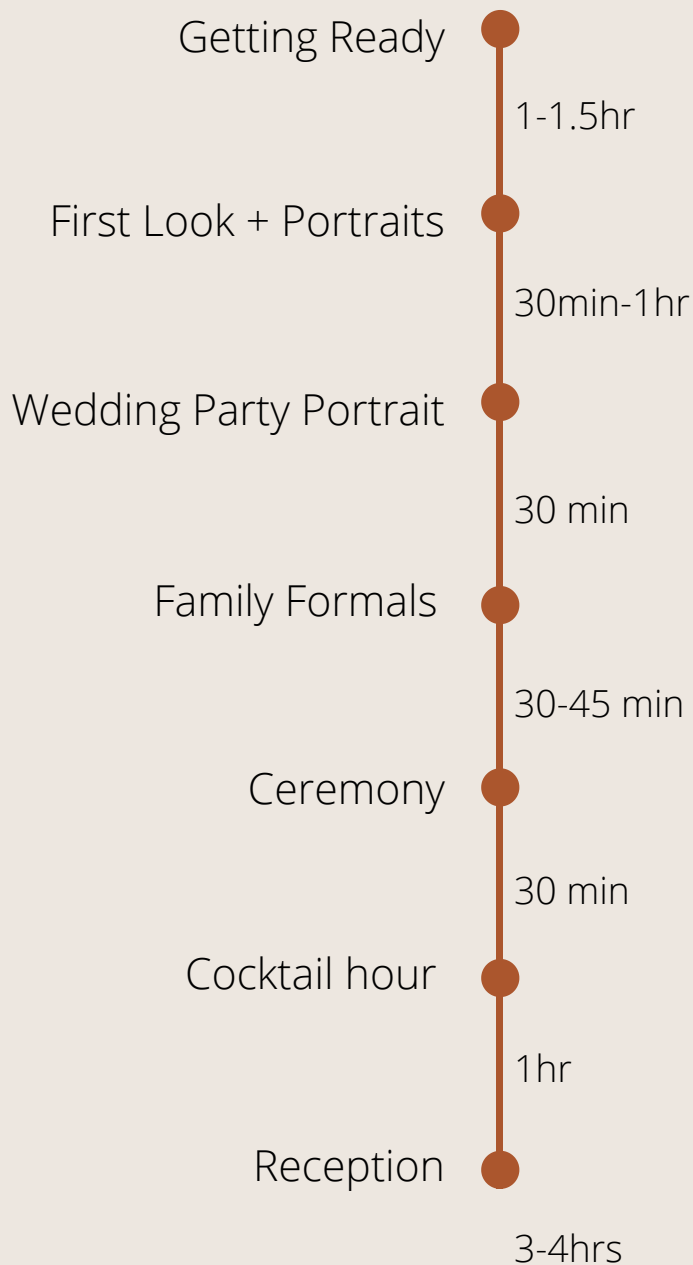 Getting Ready
1-1.5hr
First Look + Portraits
30min-1hr
Wedding Party Portrait
30 min
Family Formals
30-45 min
Ceremony
30 min
Cocktail hour
1hr
Reception
3-4hrs